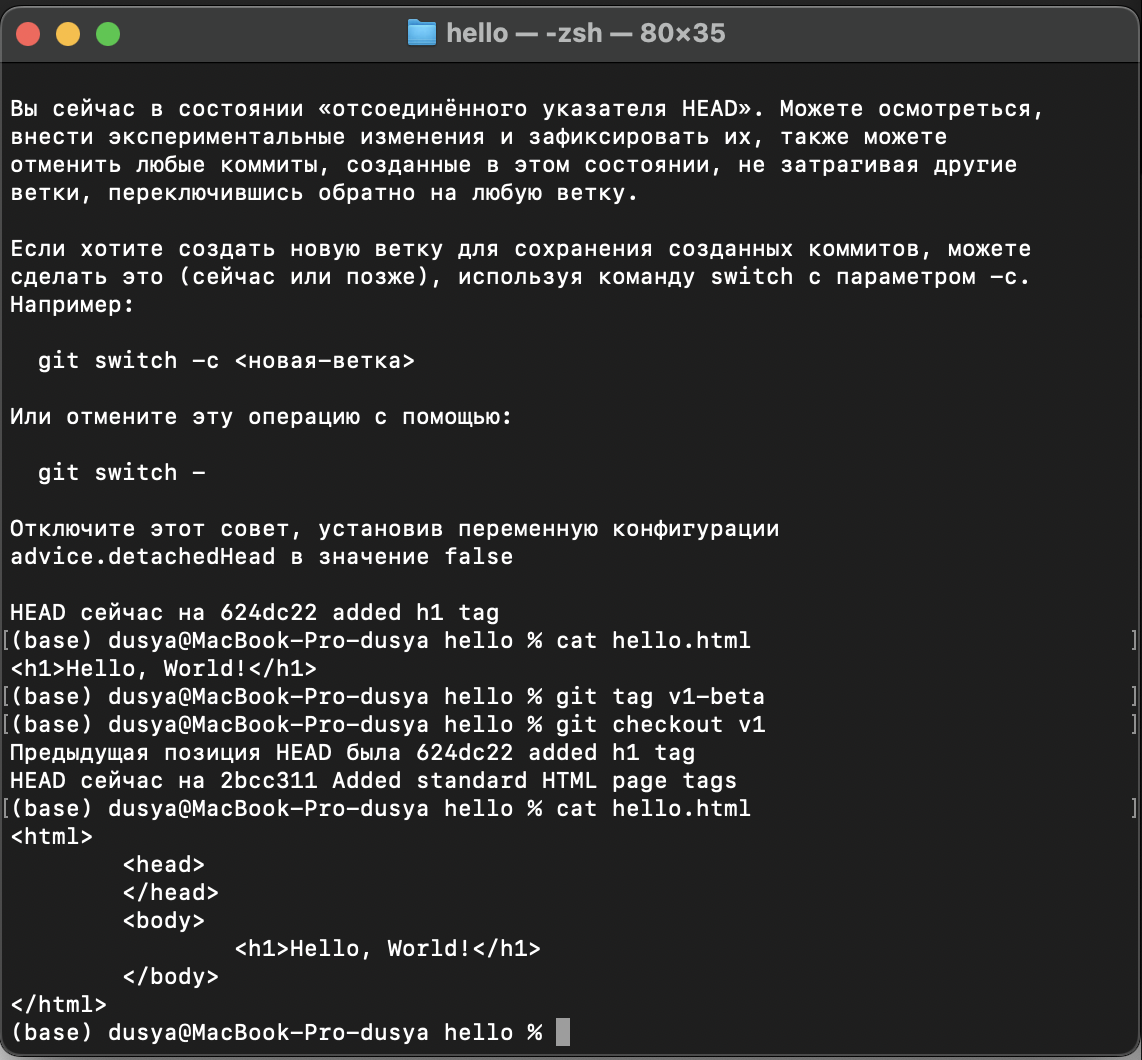 hello — -zsh — 80×35
Вы сейчас в состоянии «отсоединённого указателя HEAD». Можете осмотреться,
внести экспериментальные изменения и зафиксировать их, также можете
отменить любые коммиты, созданные в этом состоянии, не затрагивая другие
ветки, переключившись обратно на любую ветку.
Если хотите создать новую ветку для сохранения созданных коммитов, можете
сделать это (сейчас или позже), используя команду switch с параметром -c.
Например:
  git switch -c <новая-ветка>
Или отмените эту операцию с помощью:
  git switch -
Отключите этот совет, установив переменную конфигурации
advice.detachedHead в значение false
HEAD сейчас на 624dc22 added h1 tag
[(base) dusya@MacBook-Pro-dusya hello % cat hello.html ]
<h1>Hello, World!</h1>
[(base) dusya@MacBook-Pro-dusya hello % git tag v1-beta ]
[(base) dusya@MacBook-Pro-dusya hello % git checkout v1 ]
Предыдущая позиция HEAD была 624dc22 added h1 tag
HEAD сейчас на 2bcc311 Added standard HTML page tags
[(base) dusya@MacBook-Pro-dusya hello % cat hello.html ]
<html>
        <head>
        </head>
        <body>
                <h1>Hello, World!</h1>
        </body>
</html>
(base) dusya@MacBook-Pro-dusya hello %